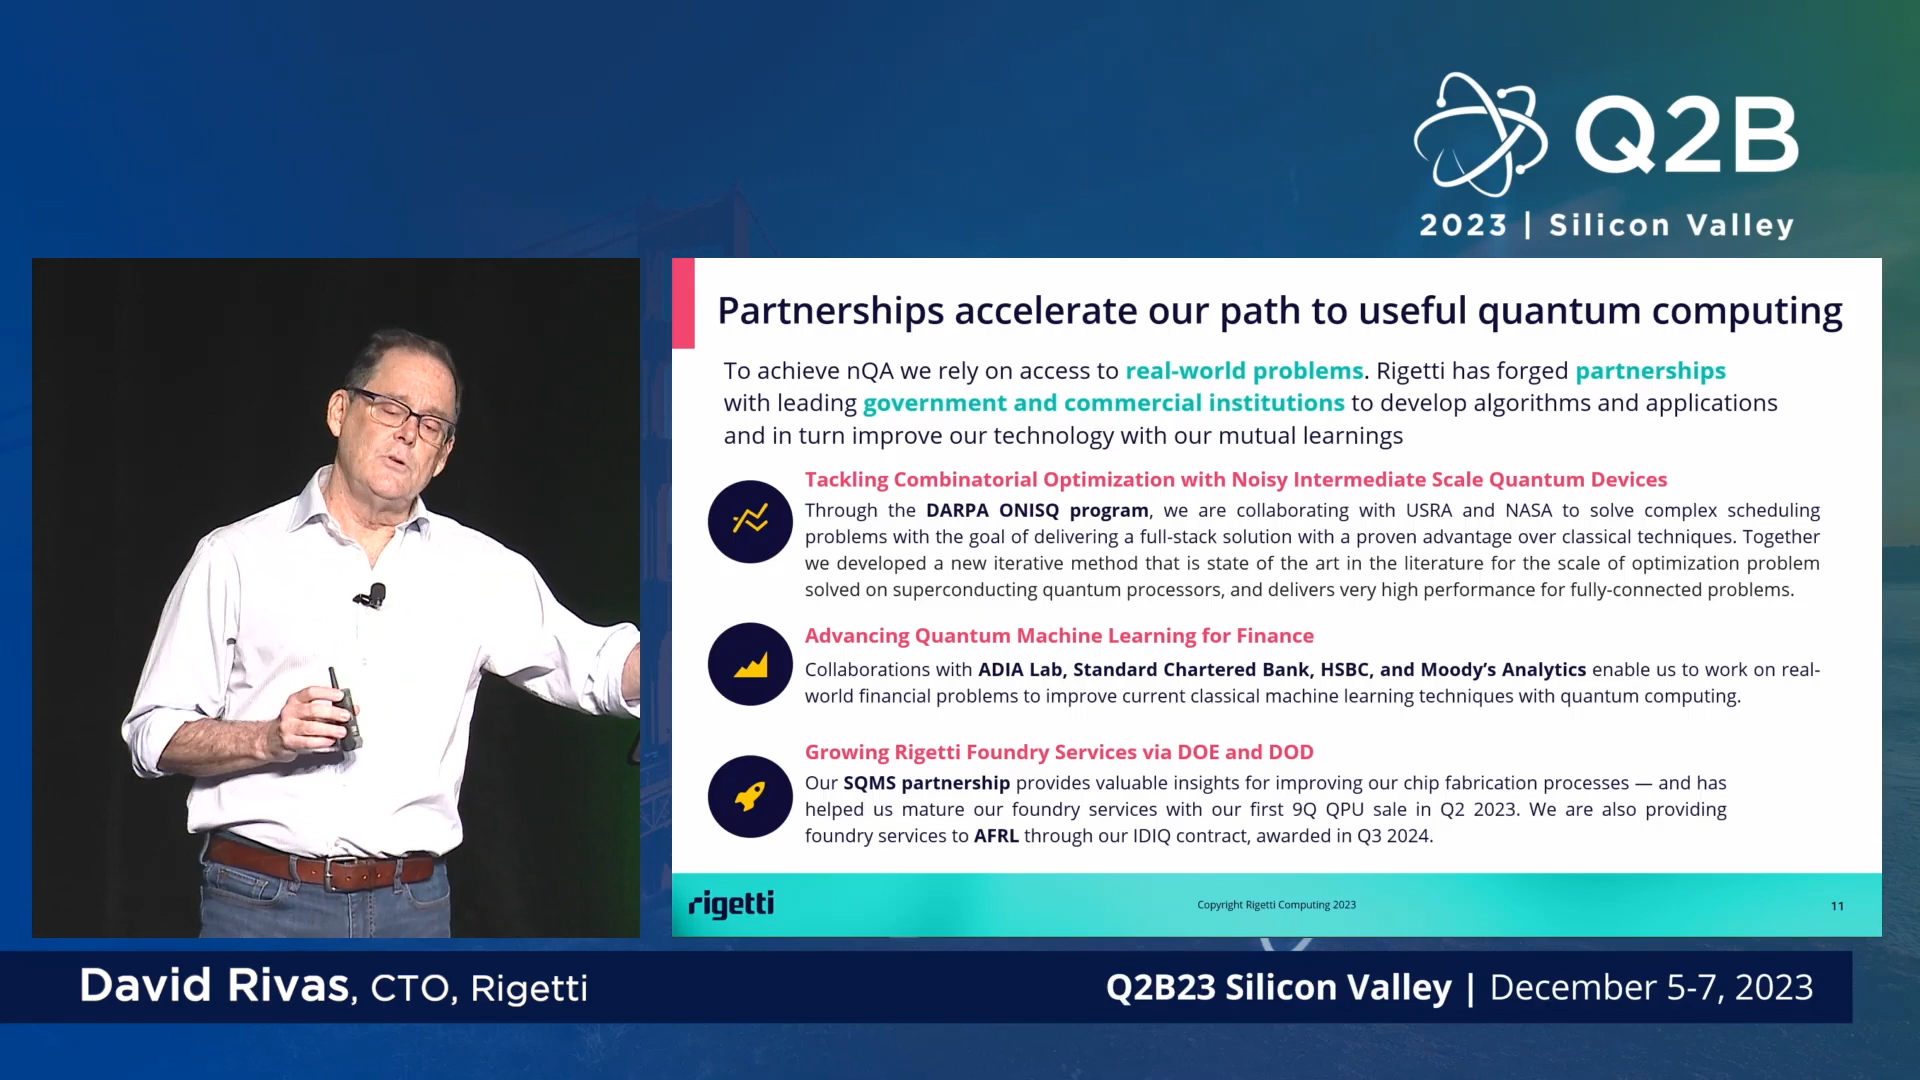 Q2B
2023 | Silicon Valley
Partnerships accelerate our path to useful quantum computing
To achieve nQA we rely on access to real-world problems. Rigetti has forged partnerships
with leading government and commercial institutions to develop algorithms and applications
and in turn improve our technology with our mutual learnings
Tackling Combinatorial Optimization with Noisy Intermediate Scale Quantum Devices
Through the DARPA ONISQ program, we are collaborating with USRA and NASA to solve complex scheduling
problems with the goal of delivering a full-stack solution with a proven advantage over classical techniques. Together
we developed a new iterative method that is state of the art in the literature for the scale of optimization problem
solved on superconducting quantum processors, and delivers very high performance for fully-connected problems.
Advancing Quantum Machine Learning for Finance
Collaborations with ADIA Lab, Standard Chartered Bank, HSBC, and Moody’s Analytics enable us to work on real-
world financial problems to improve current classical machine learning techniques with quantum computing.
Growing Rigetti Foundry Services via DOE and DOD
Our SQMS partnership provides valuable insights for improving our chip fabrication processes — and has
helped us mature our foundry services with our first 9Q QPU sale in Q2 2023. We are also providing
foundry services to AFRL through our IDIQ contract, awarded in Q3 2024.
rigetti
Copyright Rigetti Computing 2023
11
David Rivas, CTO, Rigetti
Q2B23 Silicon Valley | December 5-7, 2023